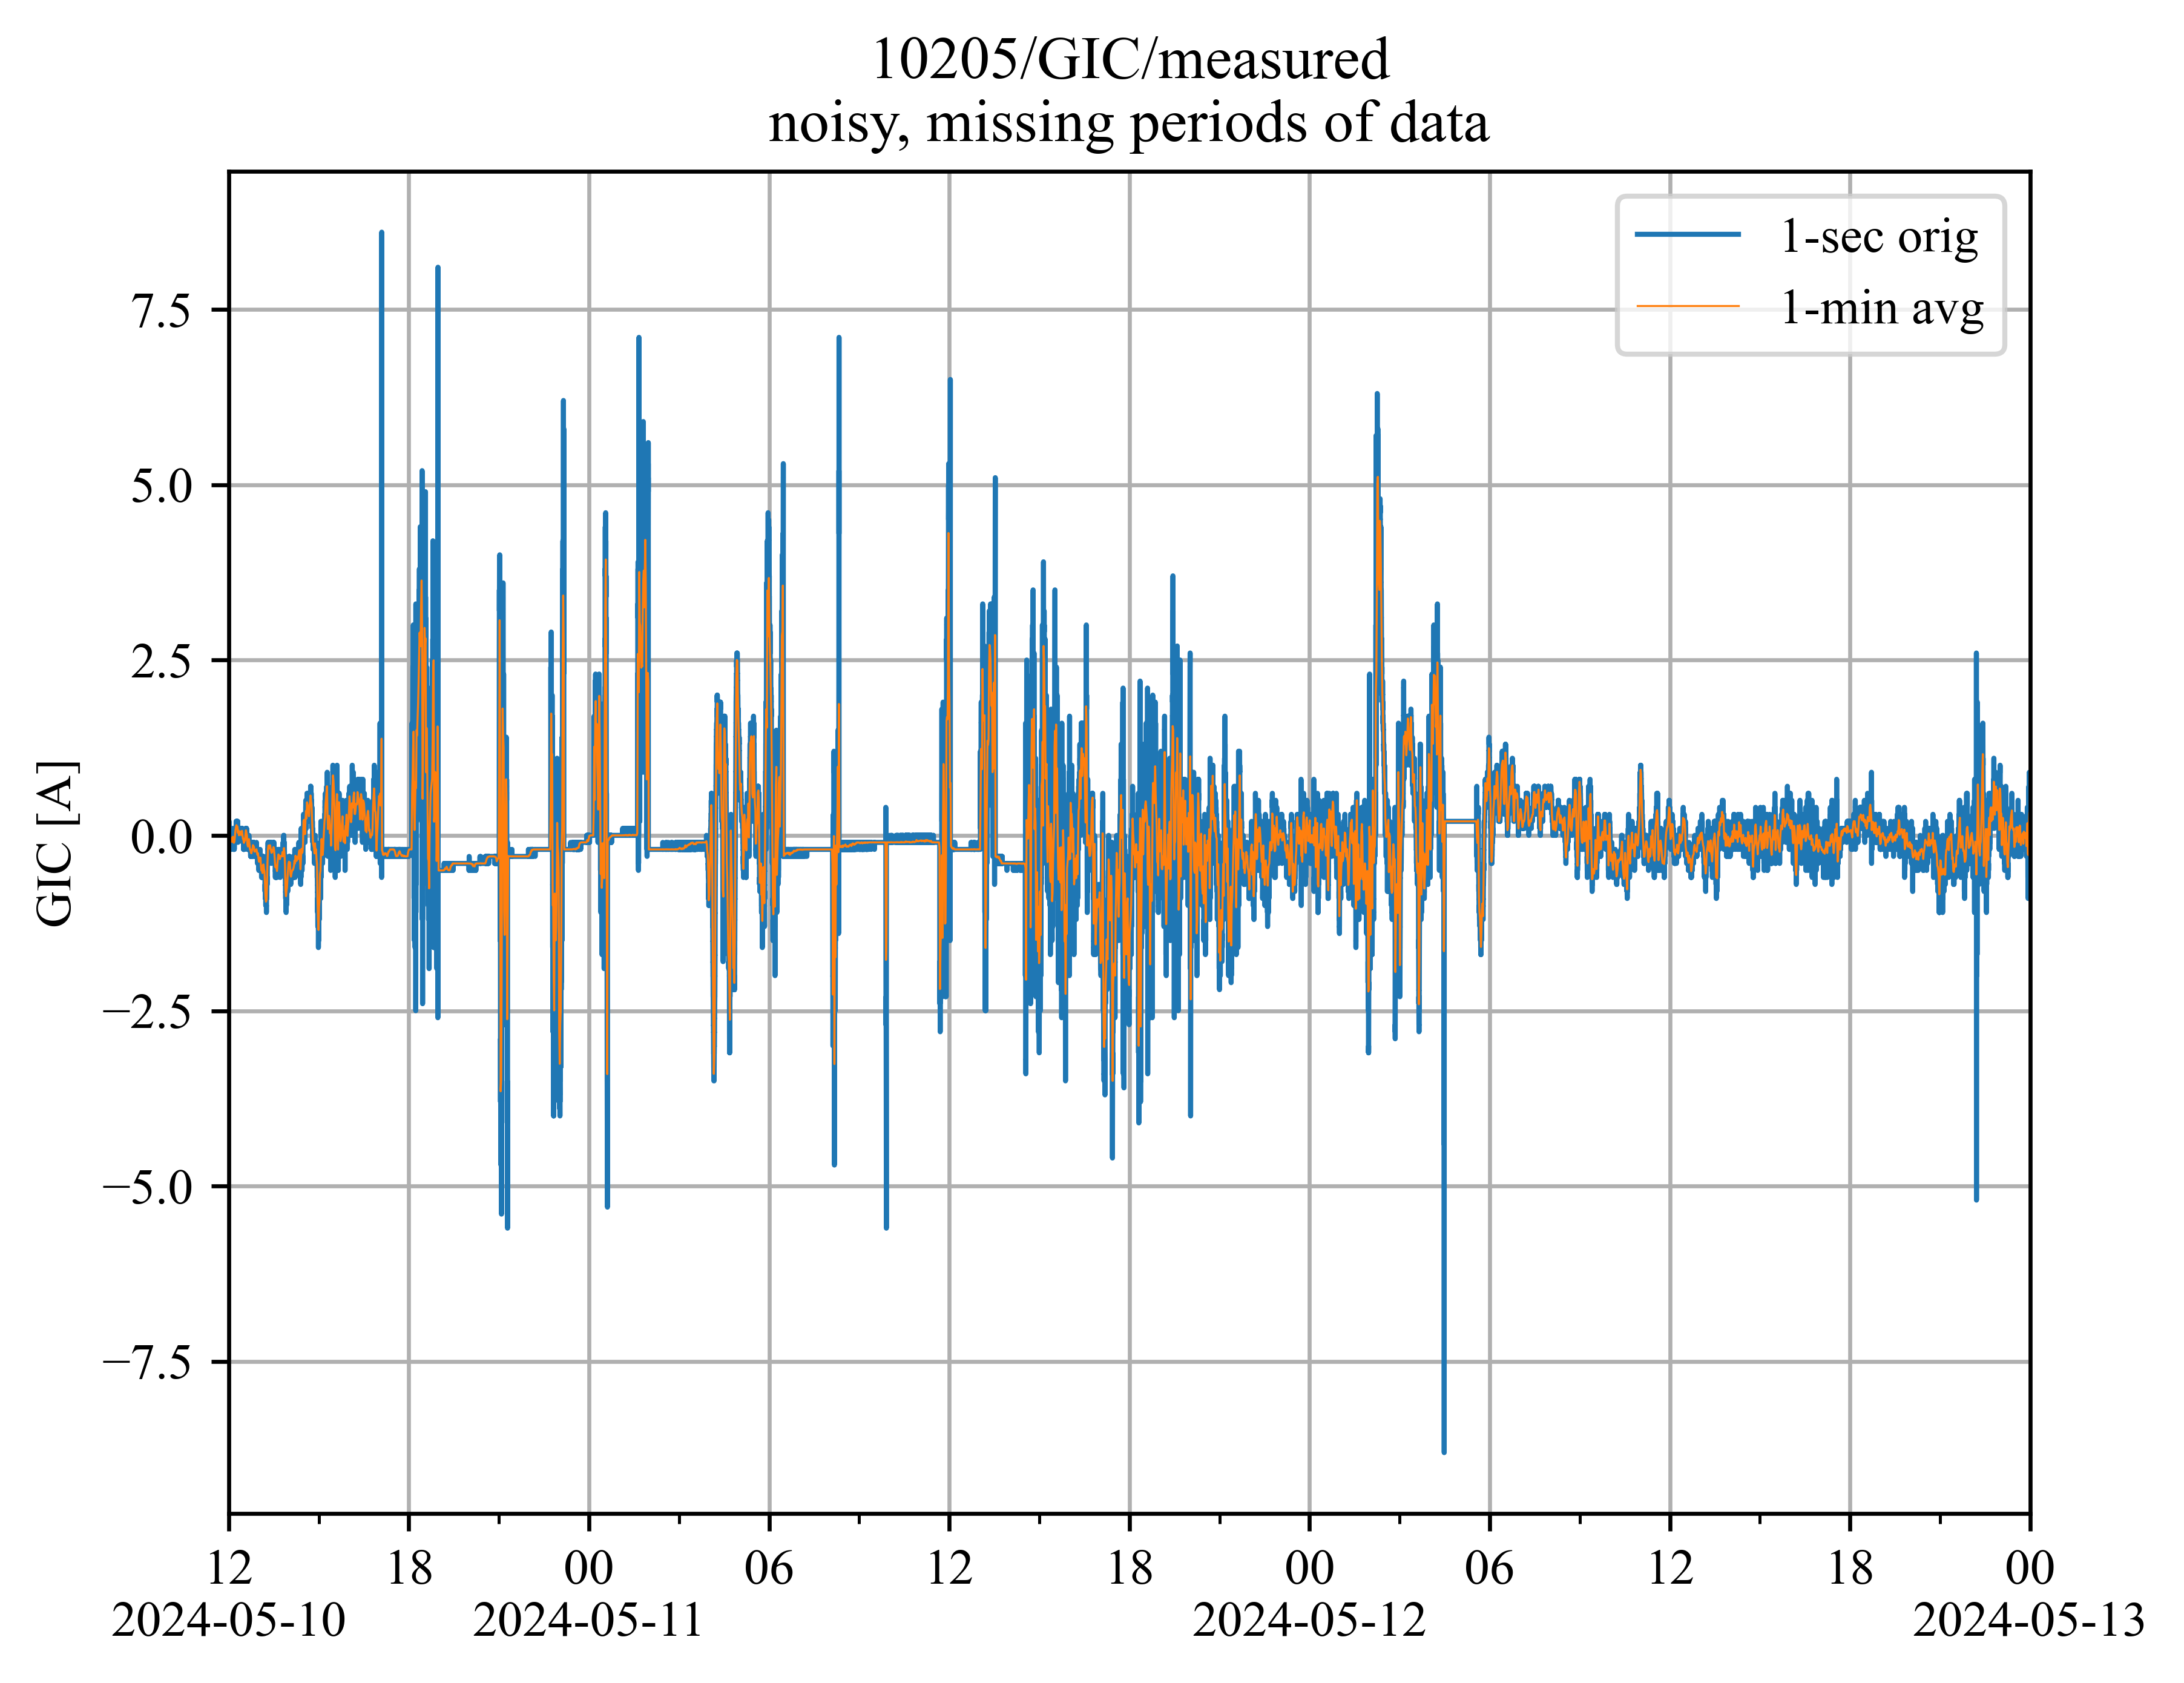 10205/GIC/measured
noisy, missing periods of data
1-sec orig
1-min avg
GIC [A]
7.5
5.0
2.5
0.0
−2.5
−5.0
−7.5
12 18 00 06 12 18 00 06 12 18 00
2024-05-10 2024-05-11 2024-05-12 2024-05-13